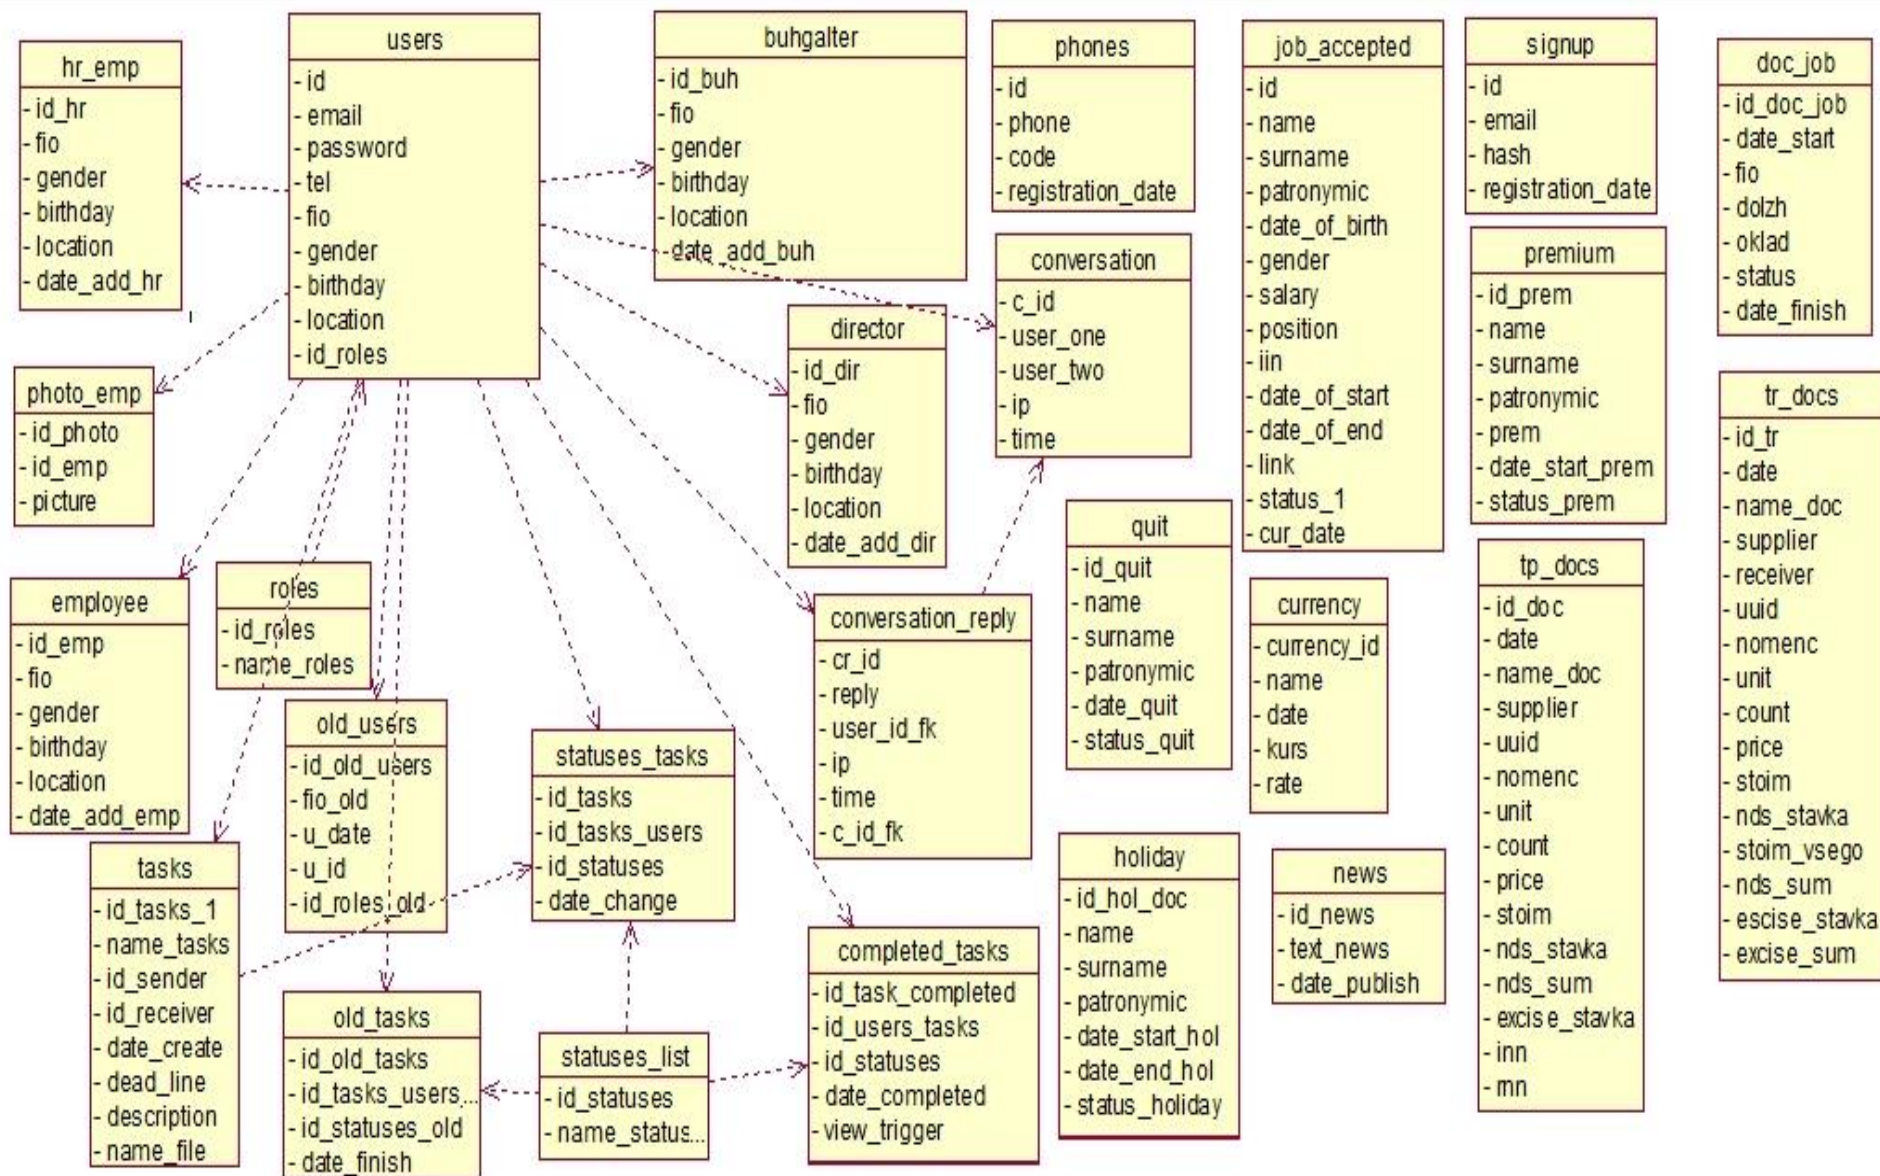 users
- id
- email
- password
- tel
- fio
- gender
- birthday
- location
- id_roles
hr_emp
- id_hr
- fio
- gender
- birthday
- location
- date_add_hr
buhgalter
- id_buh
- fio
- gender
- birthday
- location
date_add_buh
phones
- id
- phone
- code
- registration_date
job_accepted
- id
- name
- surname
- patronymic
- date_of_birth
- gender
- salary
- position
- iin
- date_of_start
- date_of_end
- link
- status_1
- cur_date
signup
- id
- email
- hash
- registration_date
doc_job
- id_doc_job
- date_start
- fio
- dolzh
- oklad
- status
- date_finish
conversation
- c_id
- user_one
- user_two
- ip
- time
premium
- id_prem
- name
- surname
- patronymic
- prem
- date_start_prem
- status_prem
director
- id_dir
- fio
- gender
- birthday
- location
- date_add_dir
photo_emp
- id_photo
- id_emp
- picture
tr_docs
- id_tr
- date
- name_doc
- supplier
- receiver
- uuid
- nomenc
- unit
- count
- price
- stoim
- nds_stavka
- stoim_vsego
- nds_sum
- escise_stavka
- excise_sum
quit
- id_quit
- name
- surname
- patronymic
- date_quit
- status_quit
tp_docs
- id_doc
- date
- name_doc
- supplier
- uuid
- nomenc
- unit
- count
- price
- stoim
- nds_stavka
- nds_sum
- excise_stavka
- inn
- rnn
employee
- id_emp
- fio
- gender
- birthday
- location
- date_add_emp
roles
- id_roles
- name_roles
conversation_reply
- cr_id
- reply
- user_id_fk
- ip
- time
- c_id_fk
currency
- currency_id
- name
- date
- kurs
- rate
old_users
- id_old_users
- fio_old
- u_date
- u_id
- id_roles_old
statuses_tasks
- id_tasks
- id_tasks_users
- id_statuses
- date_change
tasks
- id_tasks_1
- name_tasks
- id_sender
- id_receiver
- date_create
- dead_line
- description
- name_file
holiday
- id_hol_doc
- name
- surname
- patronymic
- date_start_hol
- date_end_hol
- status_holiday
news
- id_news
- text_news
- date_publish
completed_tasks
- id_task_completed
- id_users_tasks
- id_statuses
- date_completed
- view_trigger
old_tasks
- id_old_tasks
- id_tasks_users_...
- id_statuses_old
- date_finish
statuses_list
- id_statuses
- name_status...